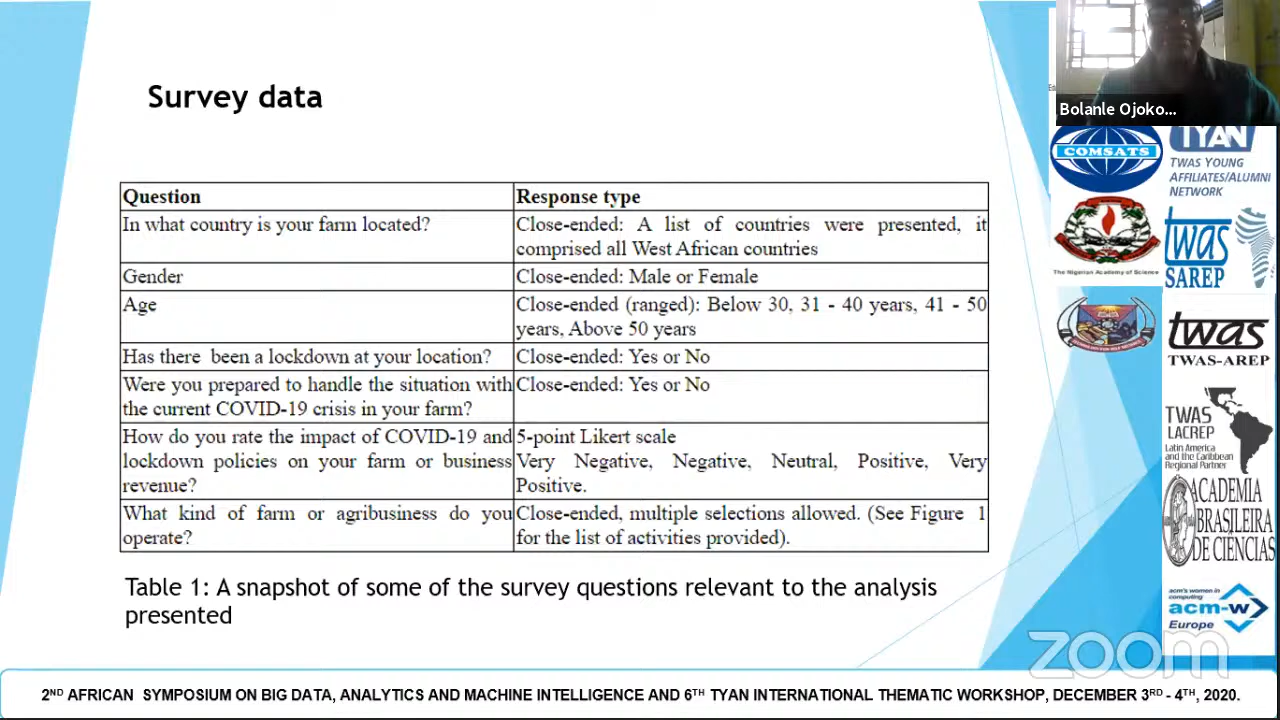 Survey data
Bolanle Ojoko...
Question
Response type
In what country is your farm located?
Close-ended: A list of countries were presented, it
comprised all West African countries
Gender
Close-ended: Male or Female
Age
Close-ended (ranged): Below 30, 31 - 40 years, 41 - 50
years, Above 50 years
Has there been a lockdown at your location?
Close-ended: Yes or No
Were you prepared to handle the situation with
the current COVID-19 crisis in your farm?
Close-ended: Yes or No
How do you rate the impact of COVID-19 and
lockdown policies on your farm or business
revenue?
5-point Likert scale
Very Negative, Negative, Neutral, Positive, Very
Positive.
What kind of farm or agribusiness do you
operate?
Close-ended, multiple selections allowed. (See Figure 1
for the list of activities provided).
Table 1: A snapshot of some of the survey questions relevant to the analysis
presented
COMSATS
TYAN
TWAS YOUNG
AFFILIATES/ALUMNI
NETWORK
The Nigerian Academy of Science
twas
SAREP
twas
TWAS-AREP
TWAS
LACREP
Latin America
and the Caribbean
Regional Partner
ACADEMIA
BRASILEIRA
DE CIÊNCIAS
acm's women in
computing
acm-w
Europe
zoom
2ND AFRICAN SYMPOSIUM ON BIG DATA, ANALYTICS AND MACHINE INTELLIGENCE AND 6TH TYAN INTERNATIONAL THEMATIC WORKSHOP, DECEMBER 3RD - 4TH, 2020.